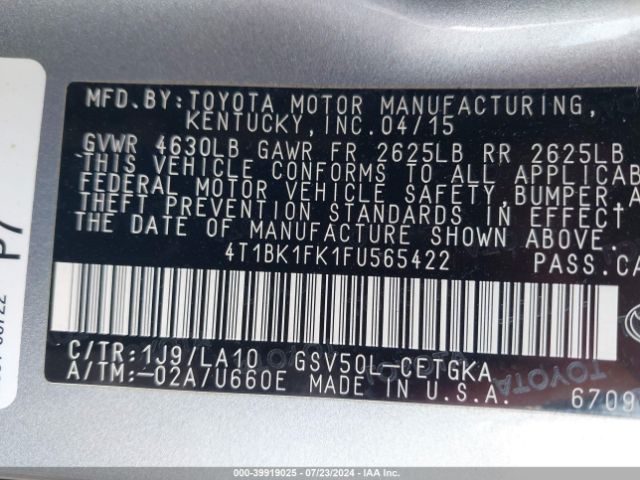 MFD.BY:TOYOTA MOTOR MANUFACTURING,
KENTUCKY,INC.04/15
GVWR 4630LB GAWR FR 2625LB RR 2625LB
THIS VEHICLE CONFORMS TO ALL APPLICAB
FEDERAL MOTOR VEHICLE SAFETY,BUMPER,A
THEFT PREVENTION STANDARDS IN EFFECT
THE DATE OF MANUFACTURE SHOWN ABOVE.
4T1BK1FK1FU565422 PASS.CA
P7
C/TR:1J9/LA10 GSV50L-CETGKA
A/TM:-02A/U660E MADE IN U.S.A.
TOYOTA
6709
000-39919025 - 07/23/2024 - IAA Inc.